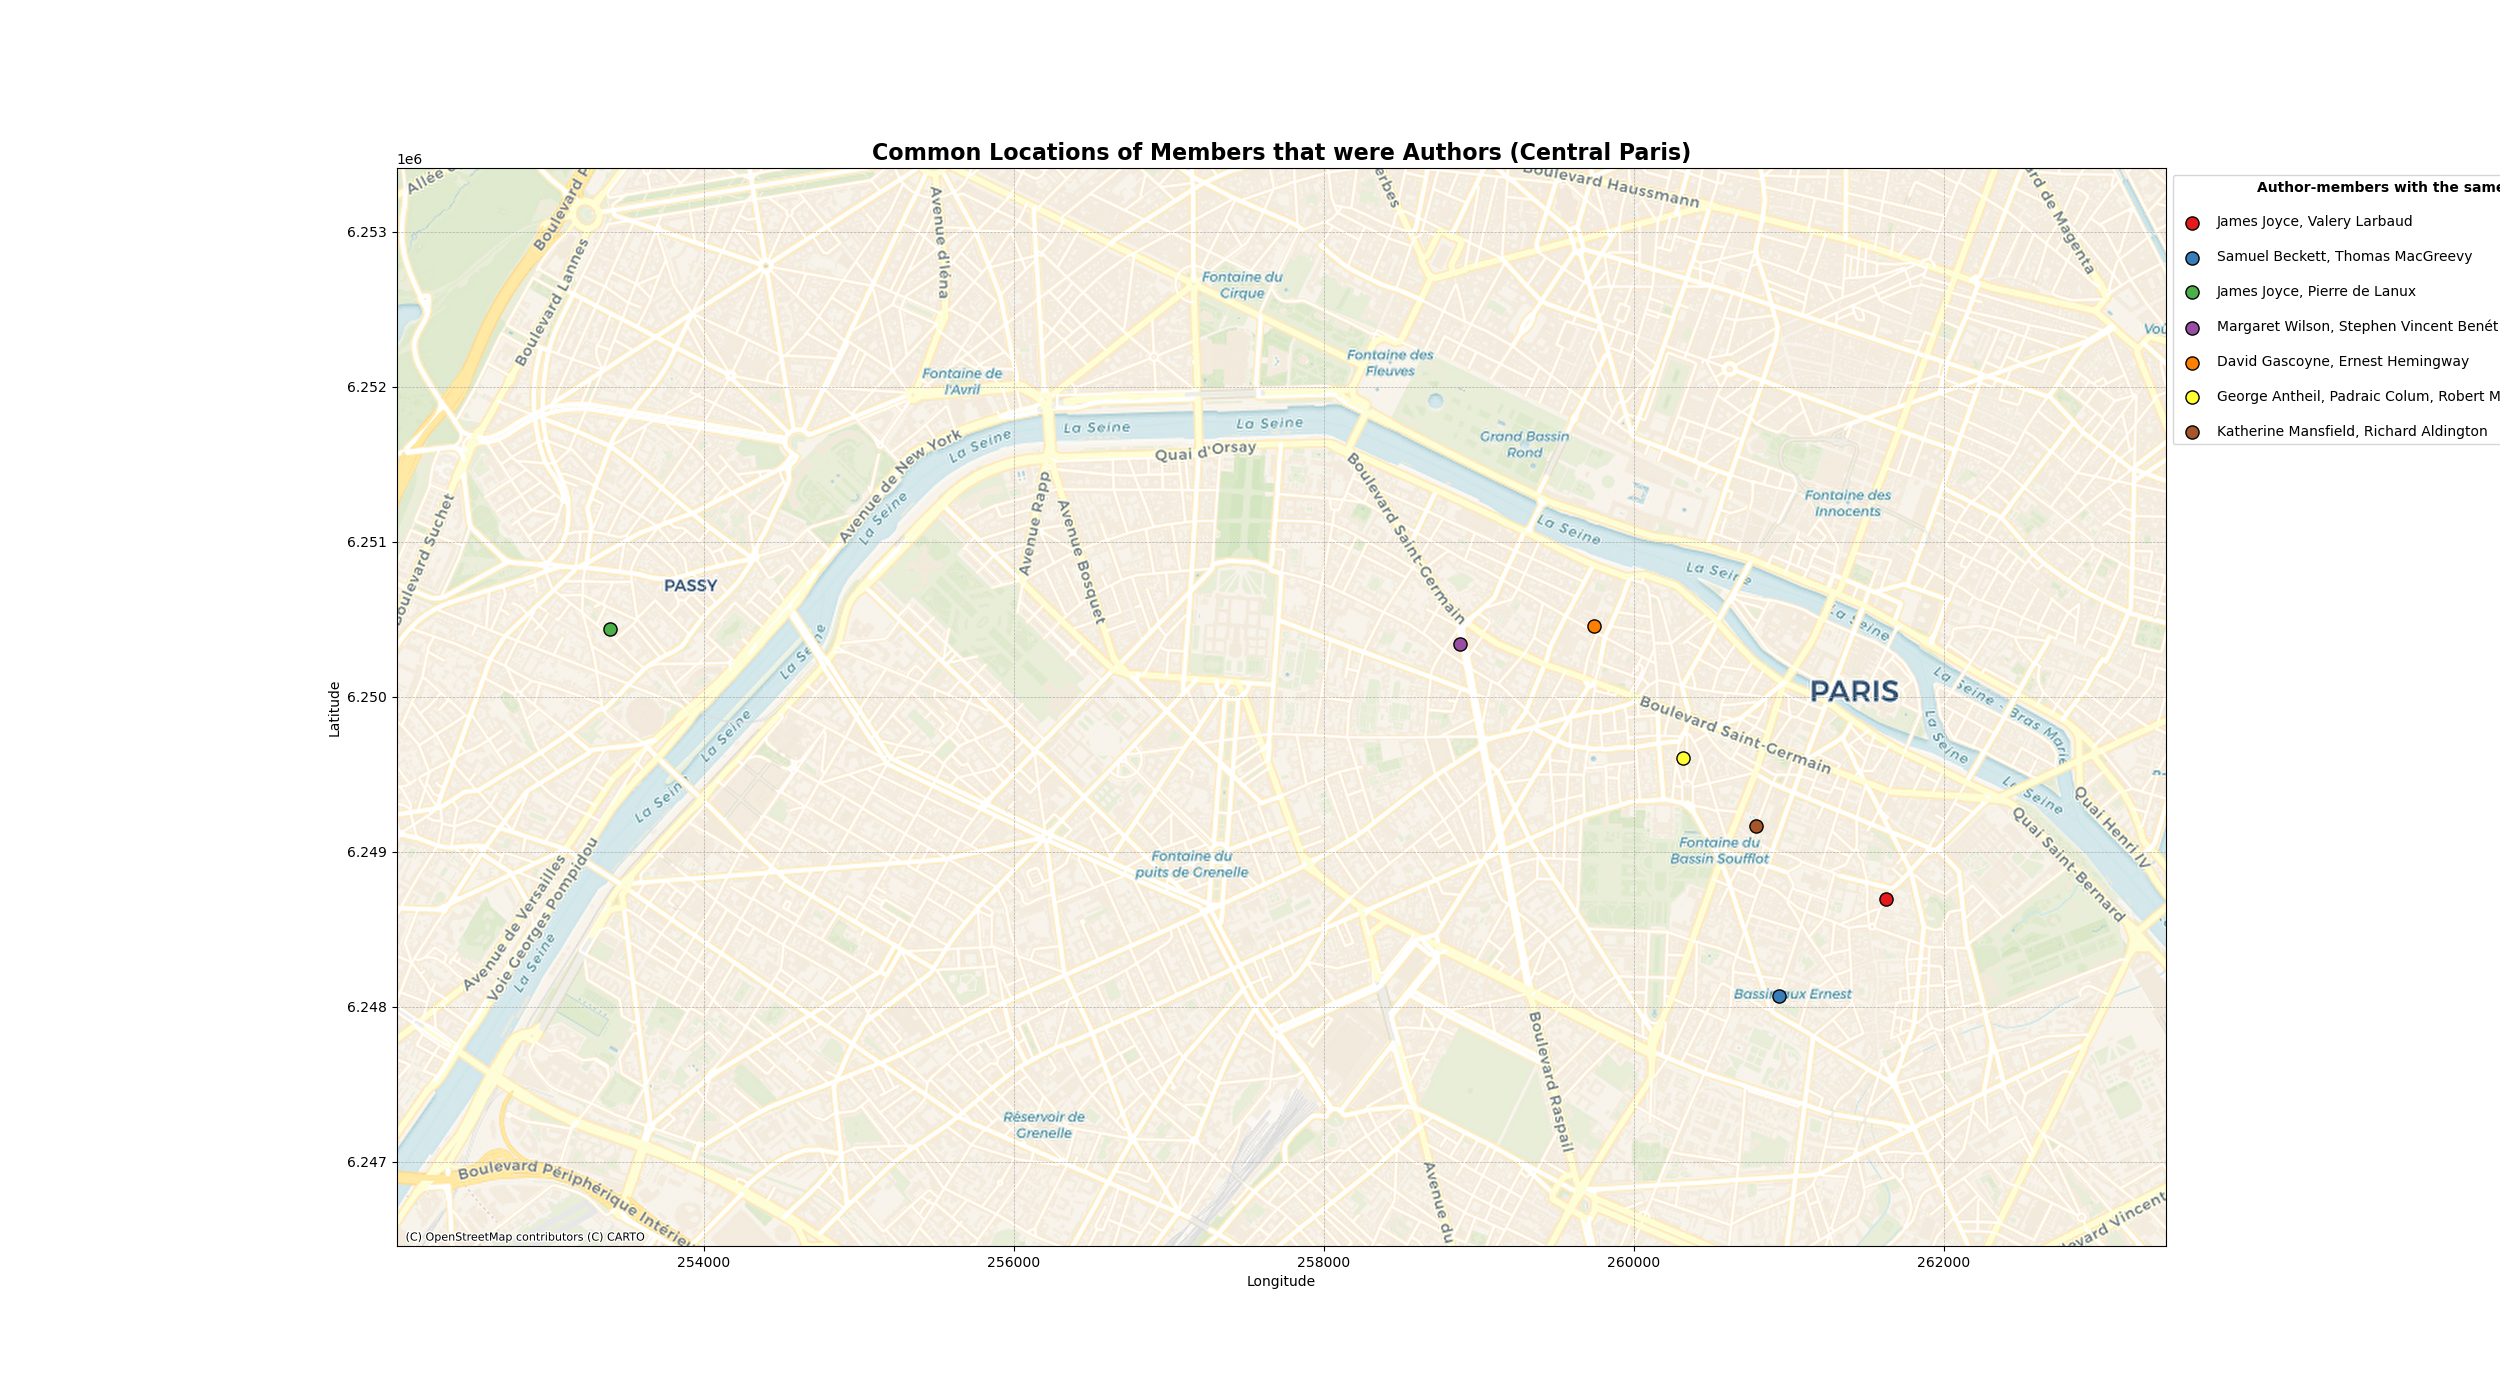 Common Locations of Members that were Authors (Central Paris)
1e6
6.253
6.252
6.251
6.250
6.249
6.248
6.247
Latitude
254000
256000
258000
260000
262000
Longitude
Author-members with the same
James Joyce, Valery Larbaud
Samuel Beckett, Thomas MacGreevy
James Joyce, Pierre de Lanux
Margaret Wilson, Stephen Vincent Benét
David Gascoyne, Ernest Hemingway
George Antheil, Padraic Colum, Robert M
Katherine Mansfield, Richard Aldington
Allée
Boulevard
Boulevard Lannes
Avenue d'Iéna
Boulevard Haussmann
rd de Magenta
Fontaine du
Cirque
Fontaine des
Fleuves
Fontaine de
l'Avril
Avenue de New York
La Seine
La Seine
La Seine
La Seine
Quai d'Orsay
Grand Bassin
Rond
Fontaine des
Innocents
Boulevard Suchet
Avenue Rapp
Avenue Bosquet
Boulevard Saint-Germain
La Seine
La Seine
La Seine
PASSY
La Seine
La Seine
La Seine
PARIS
La Seine - Bras Marie
La Seine
La Seine
Boulevard Saint-Germain
Quai Henri IV
Quai Saint-Bernard
Fontaine du
Bassin Soufflot
Fontaine du
puits de Grenelle
Avenue de Versailles
Voie Georges Pompidou
La Seine
Bassin aux Ernest
Boulevard Raspail
Réservoir de
Grenelle
Boulevard Périphérique Intérieu
Avenue du
levard Vincent
(C) OpenStreetMap contributors (C) CARTO